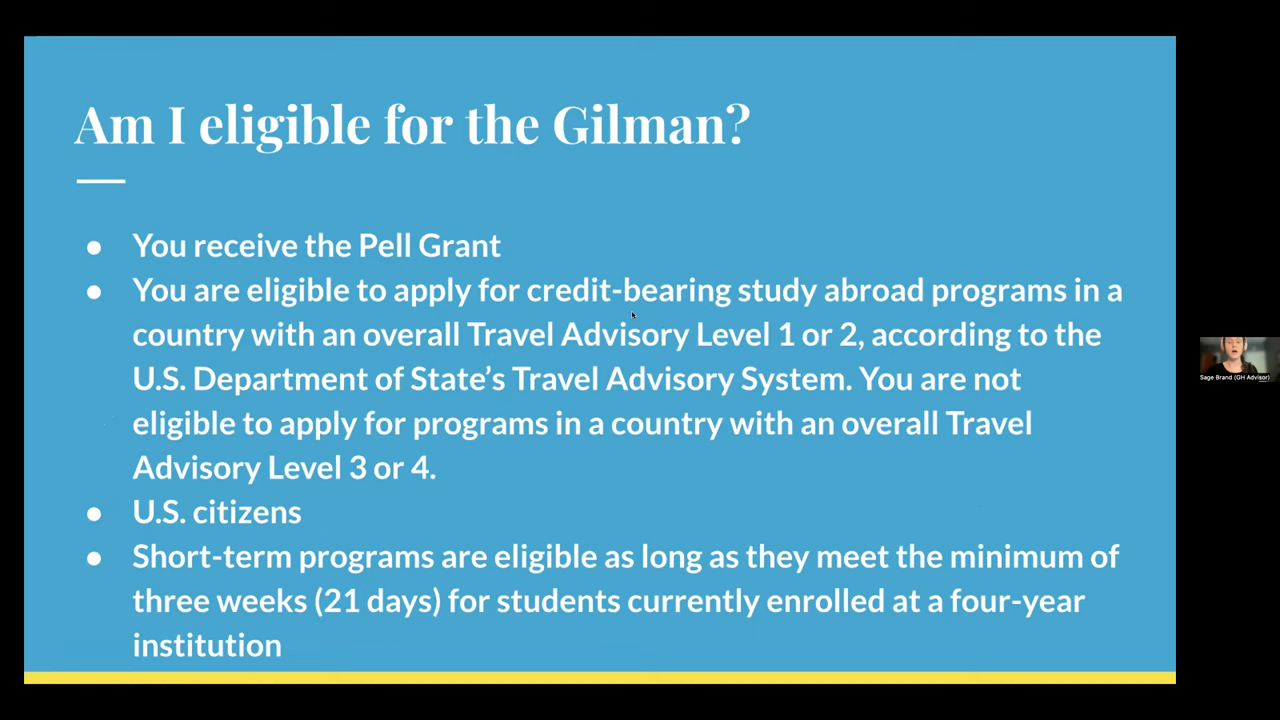 Am I eligible for the Gilman?
● You receive the Pell Grant
● You are eligible to apply for credit-bearing study abroad programs in a
country with an overall Travel Advisory Level 1 or 2, according to the
U.S. Department of State’s Travel Advisory System. You are not
eligible to apply for programs in a country with an overall Travel
Advisory Level 3 or 4.
● U.S. citizens
● Short-term programs are eligible as long as they meet the minimum of
three weeks (21 days) for students currently enrolled at a four-year
institution
Sage Brand (GH Advisor)